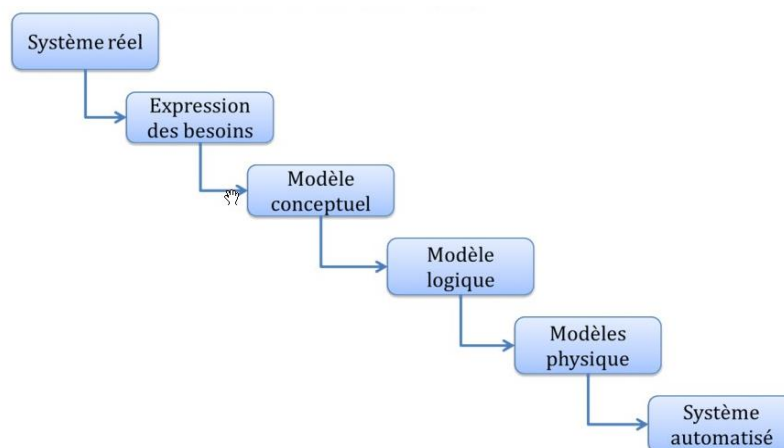 Système réel
Expression
des besoins
Modèle
conceptuel
Modèle
logique
Modèles
physique
Système
automatisé